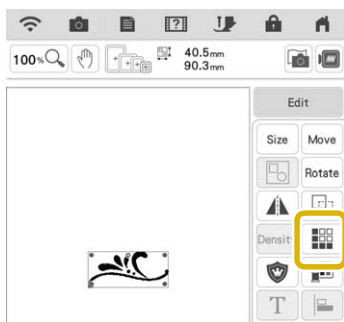 100%
40.5mm
90.3mm
Edit
Size Move
Rotate
Density
T